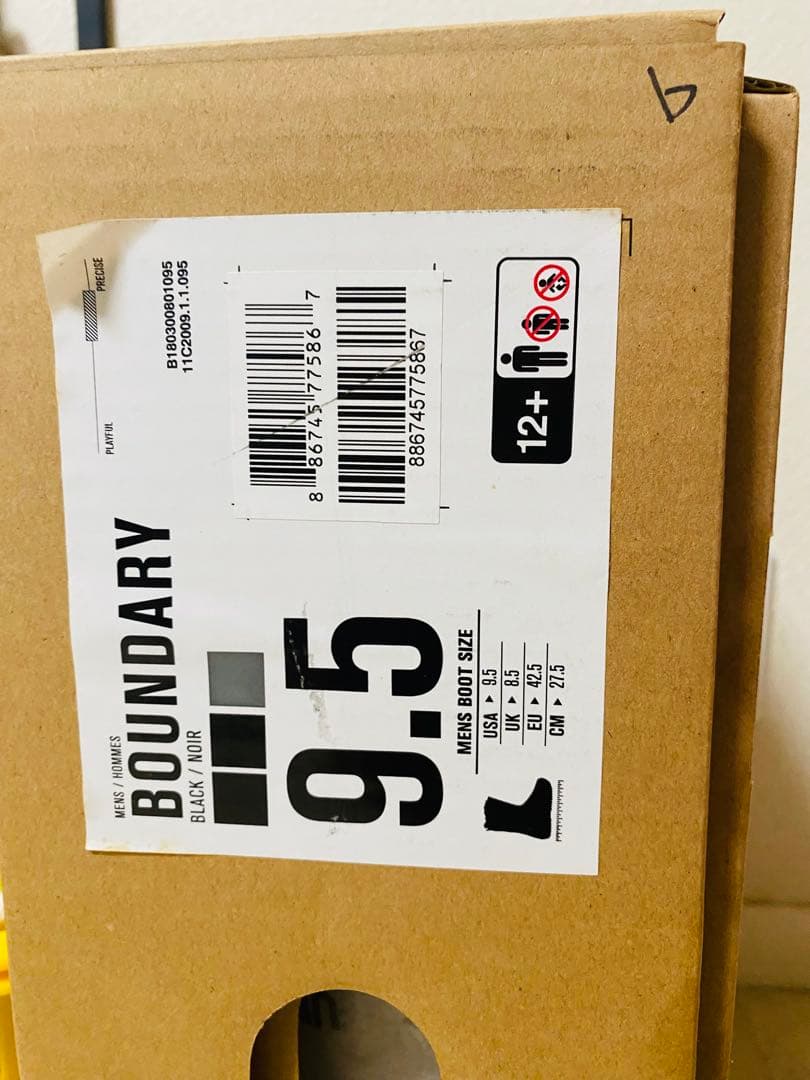 MENS / HOMMES
BOUNDARY
BLACK / NOIR
PLAYFUL
PRECISE
B180300801095
11C2009.1.1.095
8 86745 77586 7
886745775867
9.5
MENS BOOT SIZE
USA ▸ 9.5
UK ▸ 8.5
EU ▸ 42.5
CM ▸ 27.5
12+